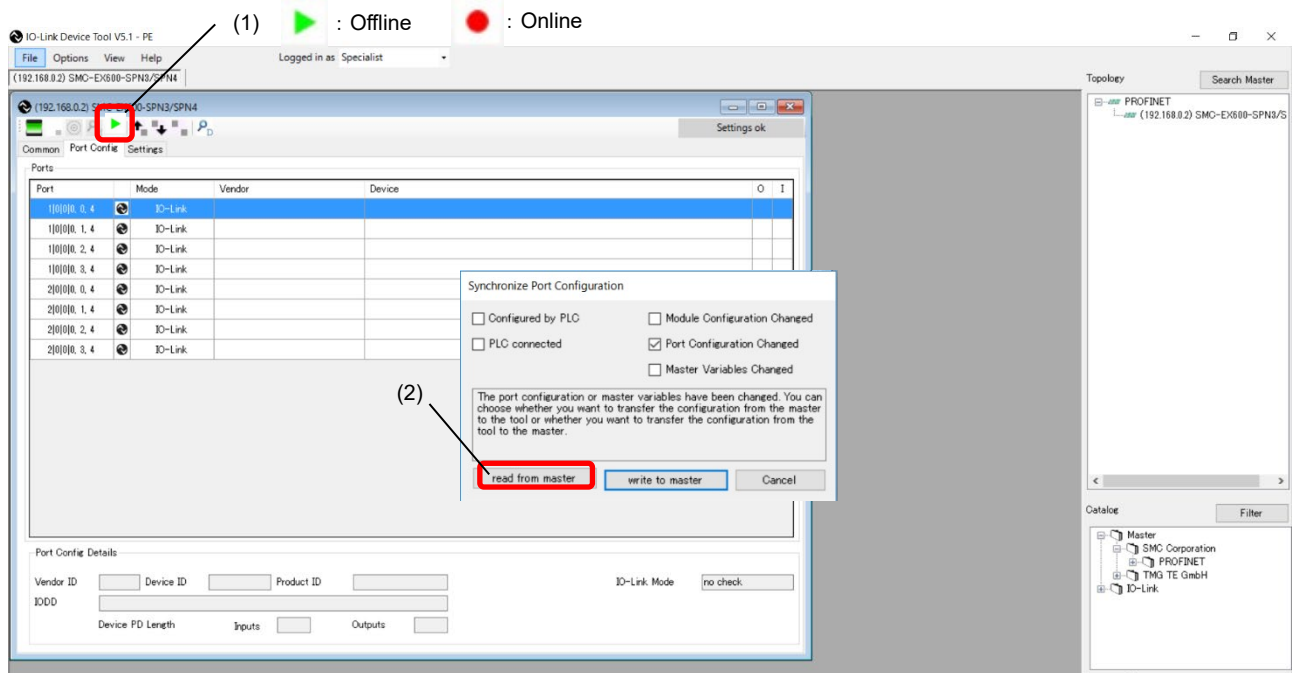 (1)
: Offline
: Online
IO-Link Device Tool V5.1 - PE
File Options View Help
Logged in as Specialist
(192.168.0.2) SMC-EX600-SPN3/SPN4
Topology
Search Master
PROFINET
(192.168.0.2) SMC-EX600-SPN3/S
(192.168.0.2) SMC-EX600-SPN3/SPN4
Settings ok
Common Port Config Settings
Ports
Port Mode Vendor Device O I
1|0|0|0, 0, 4 IO-Link
1|0|0|0, 1, 4 IO-Link
1|0|0|0, 2, 4 IO-Link
1|0|0|0, 3, 4 IO-Link
2|0|0|0, 0, 4 IO-Link
2|0|0|0, 1, 4 IO-Link
2|0|0|0, 2, 4 IO-Link
2|0|0|0, 3, 4 IO-Link
Synchronize Port Configuration
Configured by PLC Module Configuration Changed
PLC connected Port Configuration Changed
Master Variables Changed
(2)
The port configuration or master variables have been changed. You can
choose whether you want to transfer the configuration from the master
to the tool or whether you want to transfer the configuration from the
tool to the master.
read from master write to master Cancel
Catalog
Filter
Master
SMC Corporation
PROFINET
TMG TE GmbH
IO-Link
Port Config Details
Vendor ID Device ID Product ID IO-Link Mode no check
IODD
Device PD Length Inputs Outputs